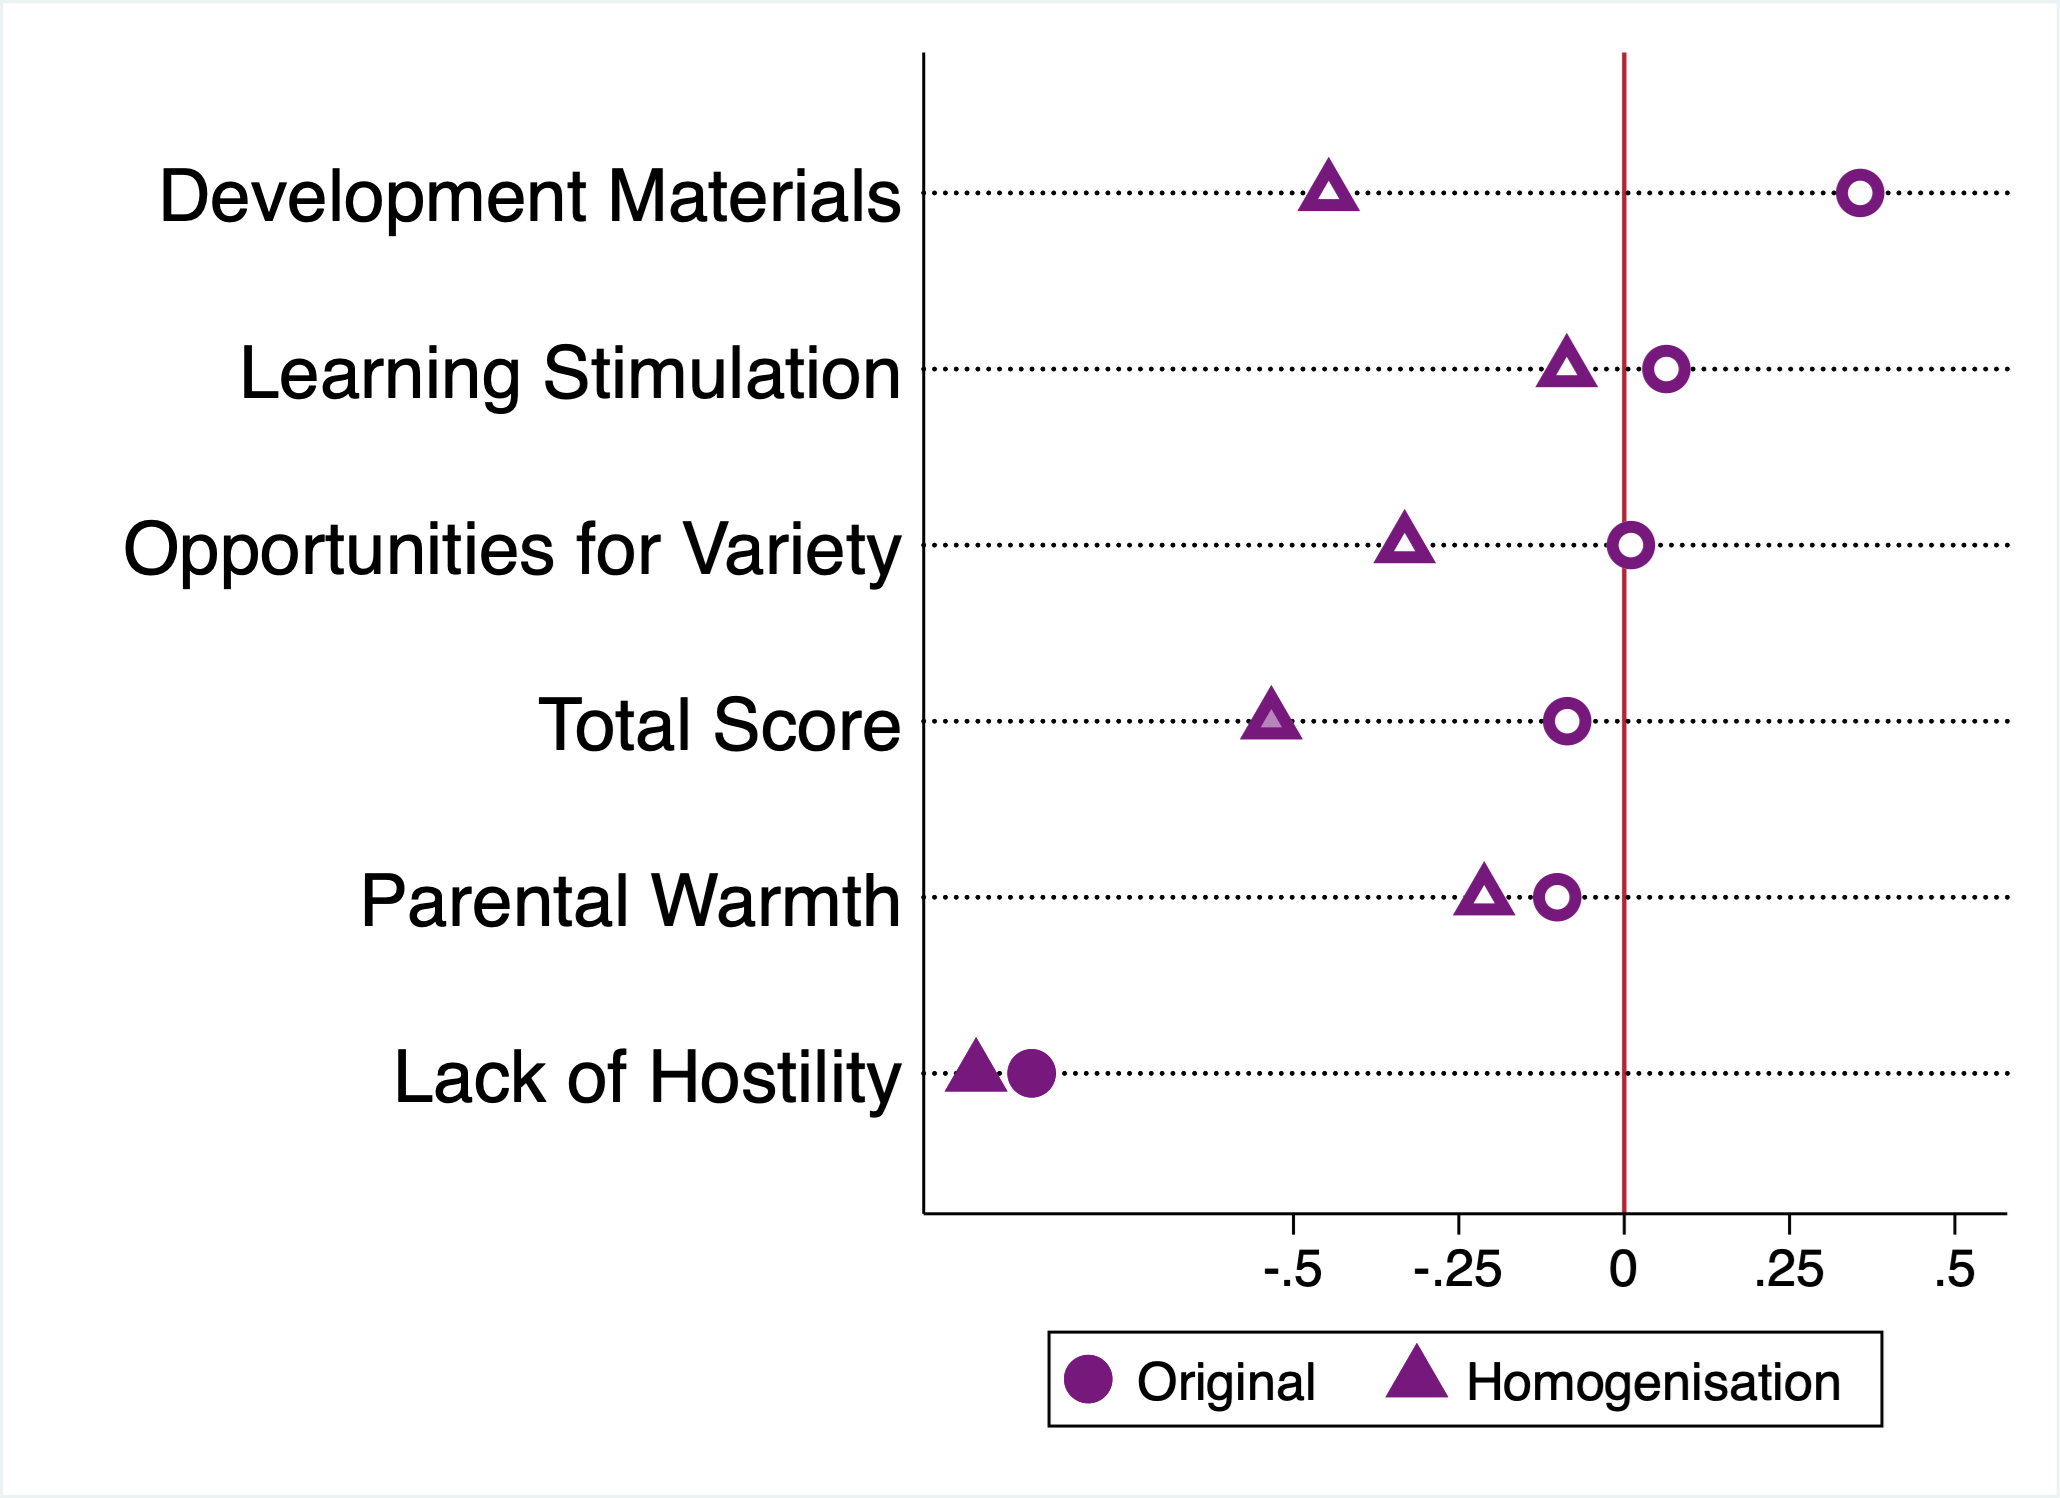 Development Materials
Learning Stimulation
Opportunities for Variety
Total Score
Parental Warmth
Lack of Hostility
-.5 -.25 0 .25 .5
Original Homogenisation